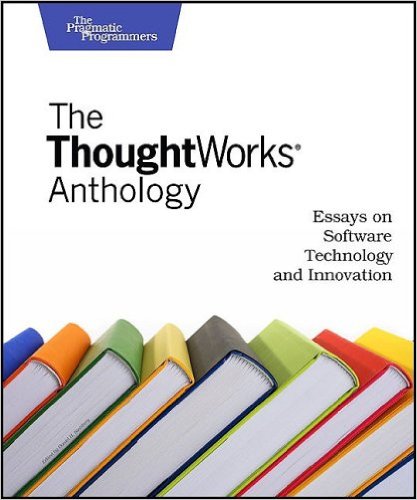 The
Pragmatic
Programmers
The
ThoughtWorks®
Anthology
Essays on
Software
Technology
and Innovation